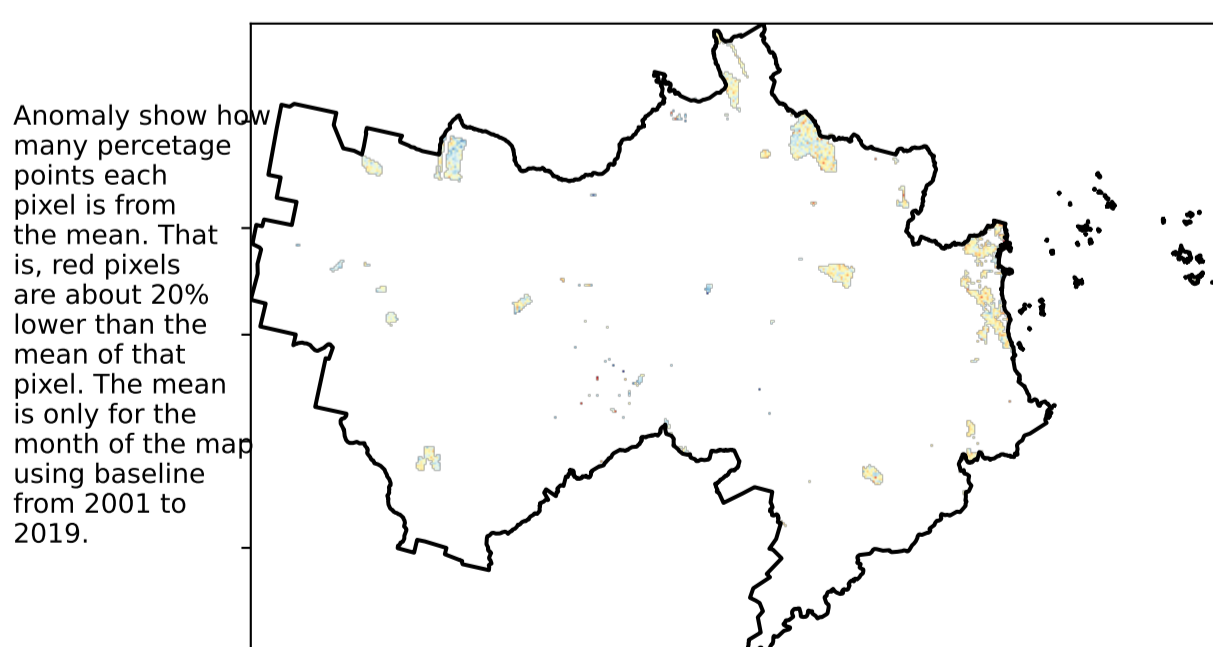 Anomaly show how
many percetage
points each
pixel is from
the mean. That
is, red pixels
are about 20%
lower than the
mean of that
pixel. The mean
is only for the
month of the map
using baseline
from 2001 to
2019.